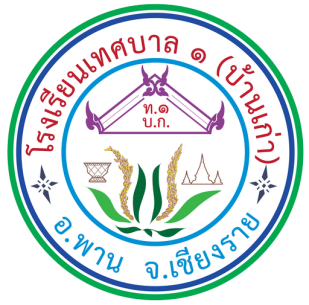 โรงเรียนเทศบาล ๑ (บ้านเก่า)
ท.๑
บ.ก.
อ.พาน จ.เชียงราย